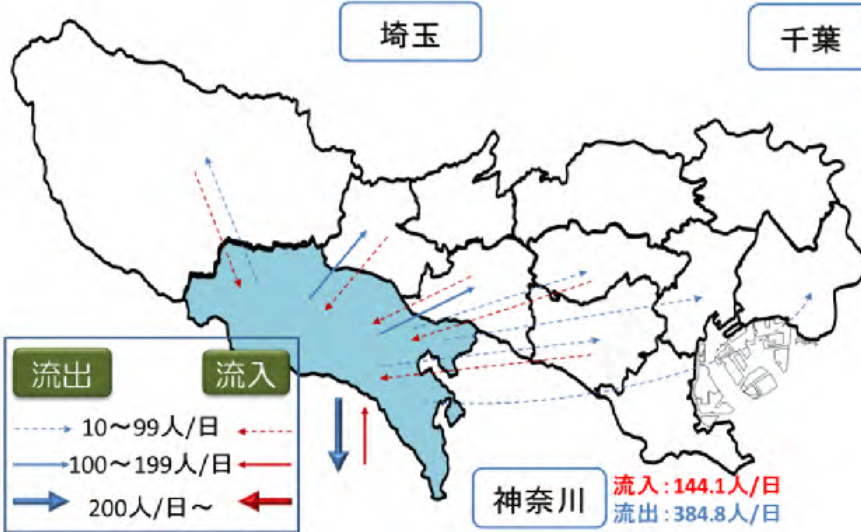 埼玉
千葉
流出 流入
10～99人/日
100～199人/日
200人/日～
神奈川
流入:144.1人/日
流出:384.8人/日